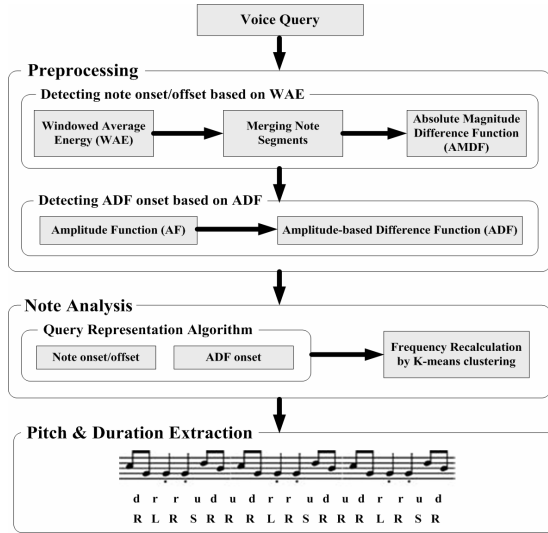 Voice Query
Preprocessing
Detecting note onset/offset based on WAE
Windowed Average
Energy (WAE)
Merging Note
Segments
Absolute Magnitude
Difference Function
(AMDF)
Detecting ADF onset based on ADF
Amplitude Function (AF)
Amplitude-based Difference Function (ADF)
Note Analysis
Query Representation Algorithm
Note onset/offset
ADF onset
Frequency Recalculation
by K-means clustering
Pitch & Duration Extraction
d r r u d u d r r u d u d r r u d
R L R S R R R L R S R R R L R S R